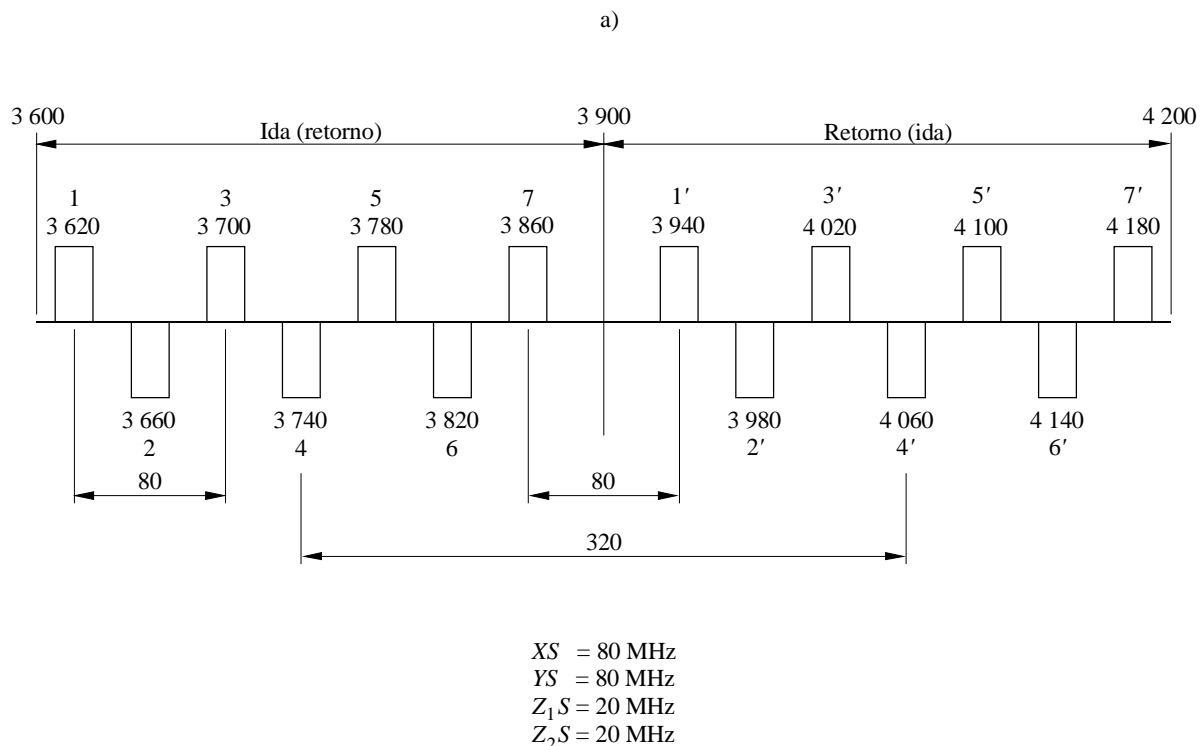 a)
3 600 3 900 4 200
Ida (retorno) Retorno (ida)
1 3 5 7 1′ 3′ 5′ 7′
3 620 3 700 3 780 3 860 3 940 4 020 4 100 4 180
3 660 3 740 3 820 3 980 4 060 4 140
2 4 6 2′ 4′ 6′
80 80
320
XS = 80 MHz
YS = 80 MHz
Z₁S = 20 MHz
Z₂S = 20 MHz